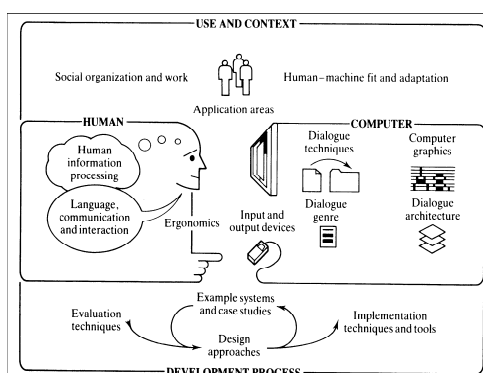 USE AND CONTEXT
Social organization and work
Human–machine fit and adaptation
Application areas
HUMAN
COMPUTER
Human
information
processing
Language,
communication
and interaction
Ergonomics
Dialogue
techniques
Computer
graphics
Input and
output devices
Dialogue
genre
Dialogue
architecture
Example systems
and case studies
Evaluation
techniques
Implementation
techniques and tools
Design
approaches
DEVELOPMENT PROCESS